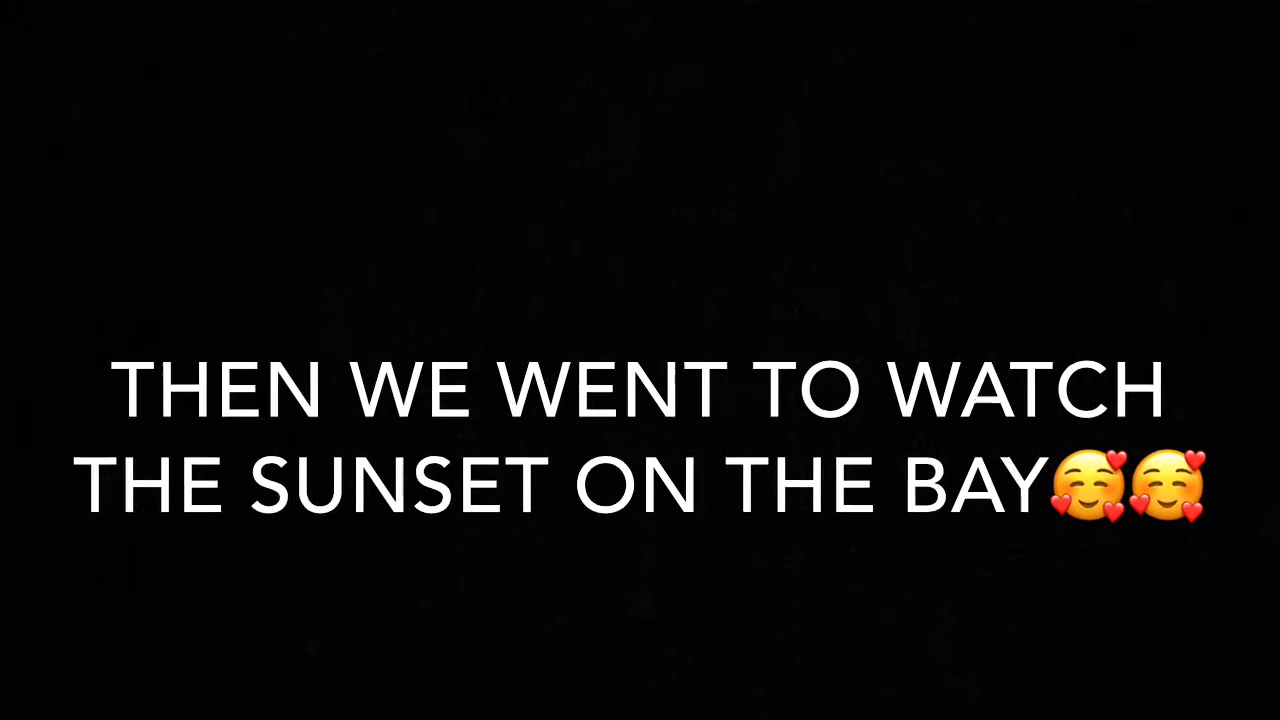 THEN WE WENT TO WATCH
THE SUNSET ON THE BAY🥰🥰